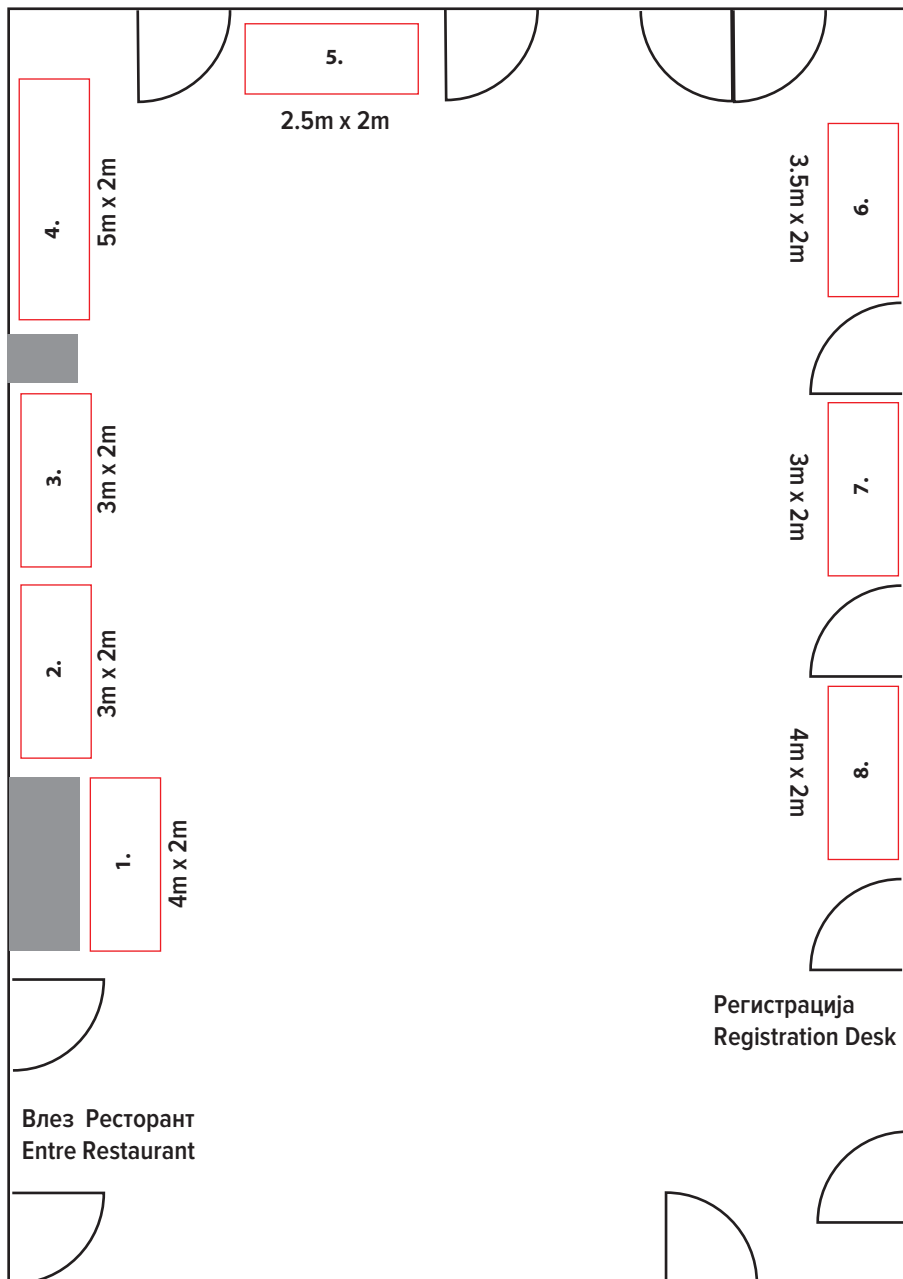 5.
2.5m x 2m
4.
5m x 2m
3.5m x 2m
6.
3.
3m x 2m
3m x 2m
7.
2.
3m x 2m
4m x 2m
8.
1.
4m x 2m
Регистрација
Registration Desk
Влез Ресторант
Entre Restaurant